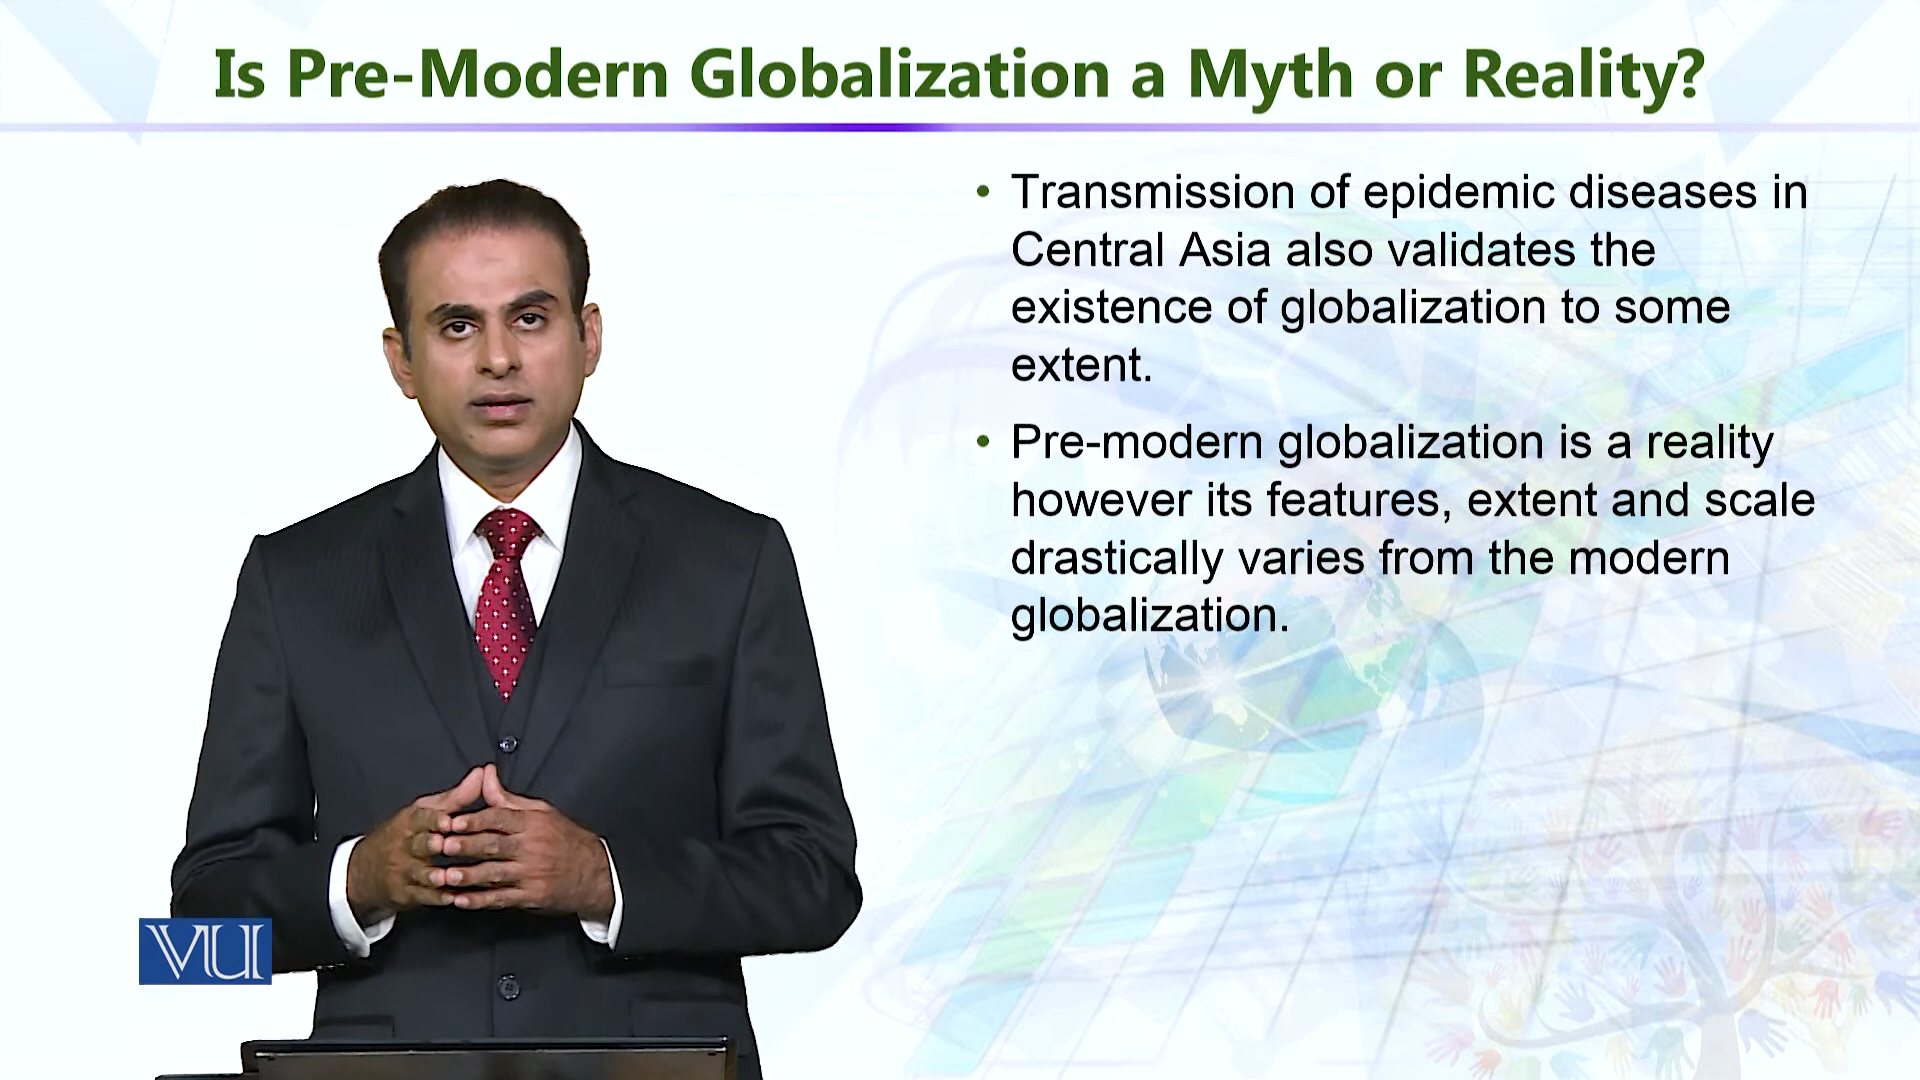 Is Pre-Modern Globalization a Myth or Reality?
• Transmission of epidemic diseases in
Central Asia also validates the
existence of globalization to some
extent.
• Pre-modern globalization is a reality
however its features, extent and scale
drastically varies from the modern
globalization.
VU